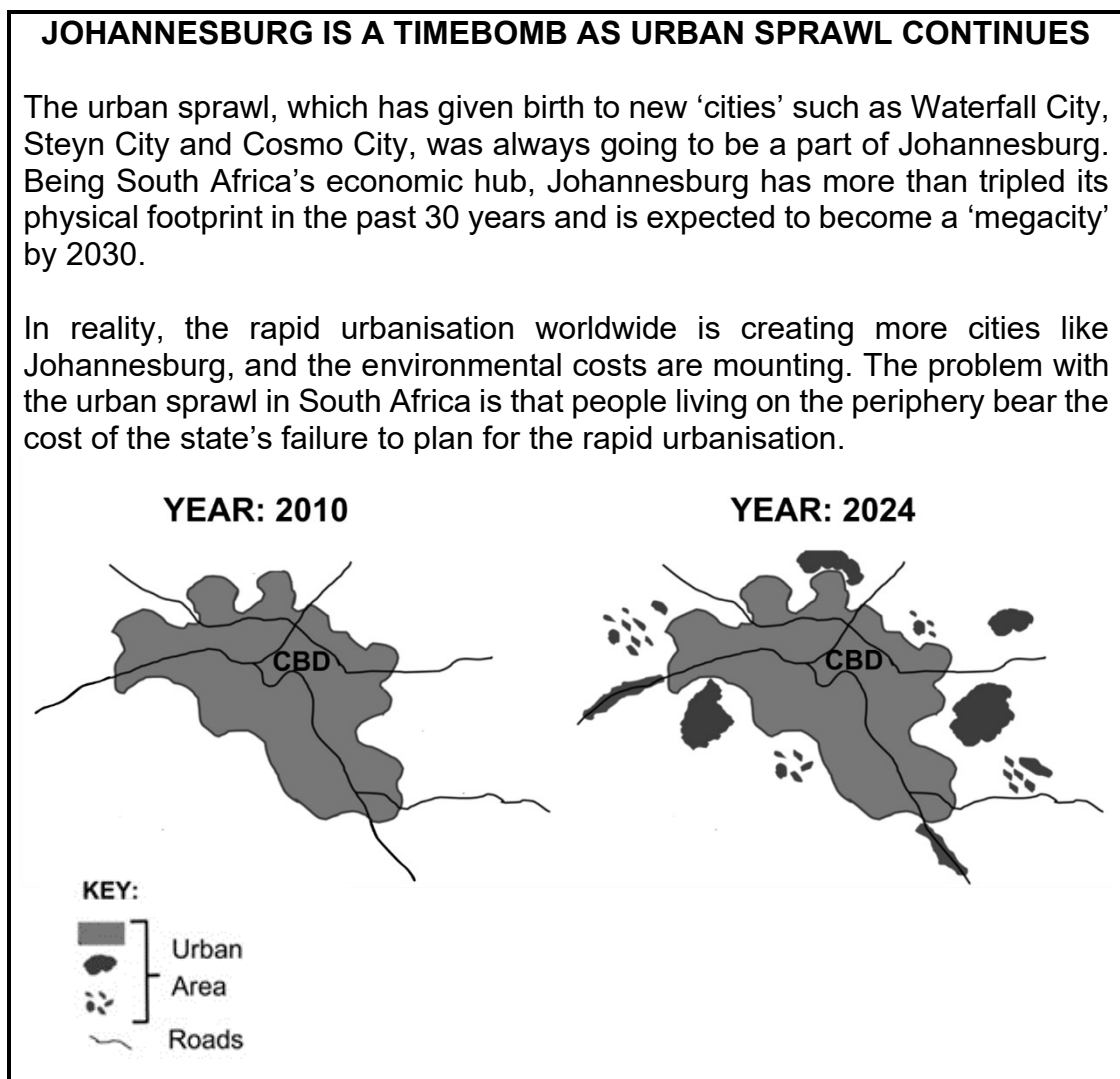 JOHANNESBURG IS A TIMEBOMB AS URBAN SPRAWL CONTINUES
The urban sprawl, which has given birth to new ‘cities’ such as Waterfall City,
Steyn City and Cosmo City, was always going to be a part of Johannesburg.
Being South Africa’s economic hub, Johannesburg has more than tripled its
physical footprint in the past 30 years and is expected to become a ‘megacity’
by 2030.
In reality, the rapid urbanisation worldwide is creating more cities like
Johannesburg, and the environmental costs are mounting. The problem with
the urban sprawl in South Africa is that people living on the periphery bear the
cost of the state’s failure to plan for the rapid urbanisation.
YEAR: 2010
YEAR: 2024
CBD
CBD
KEY:
Urban
Area
Roads